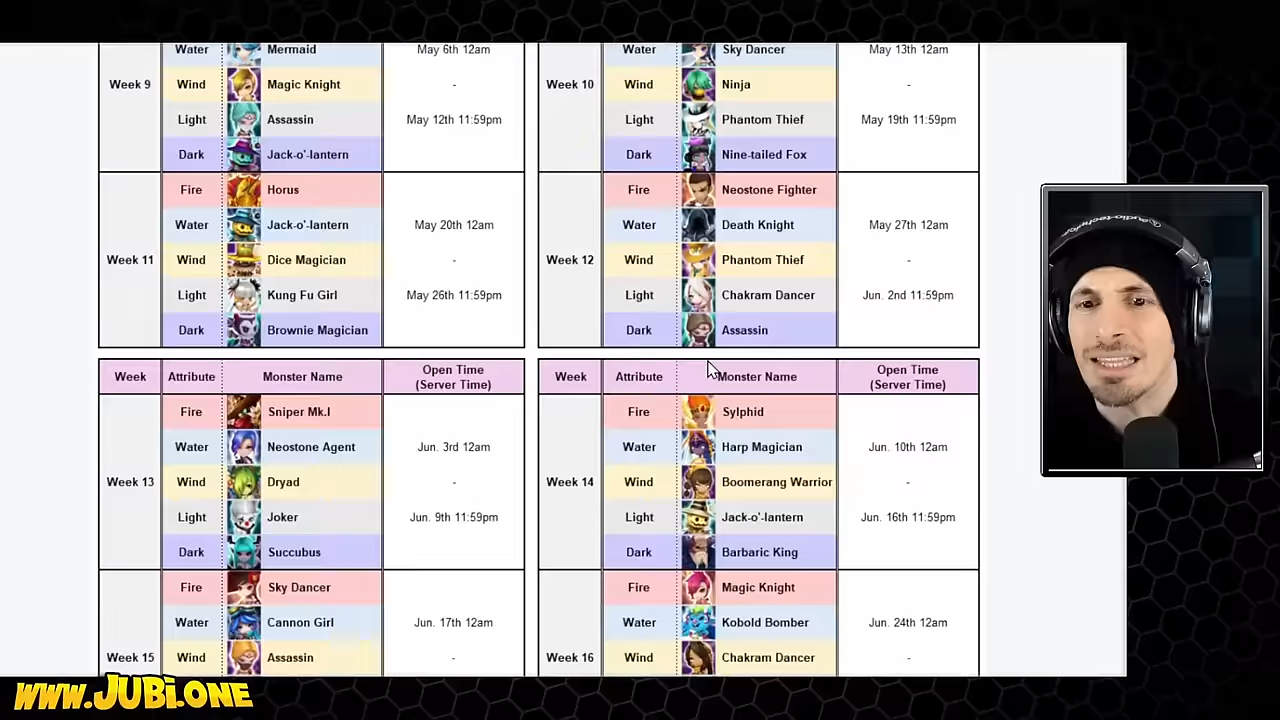 Water Mermaid May 6th 12am
Week 9 Wind Magic Knight -
Light Assassin May 12th 11:59pm
Dark Jack-o'-lantern
Water Sky Dancer May 13th 12am
Week 10 Wind Ninja -
Light Phantom Thief May 19th 11:59pm
Dark Nine-tailed Fox
Fire Horus
Water Jack-o'-lantern May 20th 12am
Week 11 Wind Dice Magician -
Light Kung Fu Girl May 26th 11:59pm
Dark Brownie Magician
Fire Neostone Fighter
Water Death Knight May 27th 12am
Week 12 Wind Phantom Thief -
Light Chakram Dancer Jun. 2nd 11:59pm
Dark Assassin
Week Attribute Monster Name Open Time
(Server Time)
Fire Sniper Mk.I
Water Neostone Agent Jun. 3rd 12am
Week 13 Wind Dryad -
Light Joker Jun. 9th 11:59pm
Dark Succubus
Week Attribute Monster Name Open Time
(Server Time)
Fire Sylphid
Water Harp Magician Jun. 10th 12am
Week 14 Wind Boomerang Warrior -
Light Jack-o'-lantern Jun. 16th 11:59pm
Dark Barbaric King
Fire Sky Dancer
Water Cannon Girl Jun. 17th 12am
Week 15 Wind Assassin -
Fire Magic Knight
Water Kobold Bomber Jun. 24th 12am
Week 16 Wind Chakram Dancer -
audio-technica
www.JUBI.ONE